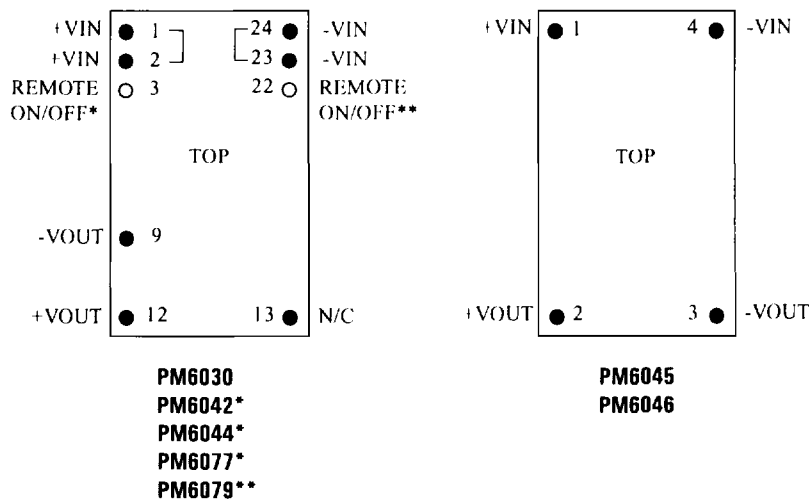 +VIN 1 24 -VIN
+VIN 2 23 -VIN
REMOTE 3 22 REMOTE
ON/OFF* ON/OFF**
TOP
-VOUT 9
+VOUT 12 13 N/C
PM6030
PM6042*
PM6044*
PM6077*
PM6079**
+VIN 1 4 -VIN
TOP
+VOUT 2 3 -VOUT
PM6045
PM6046